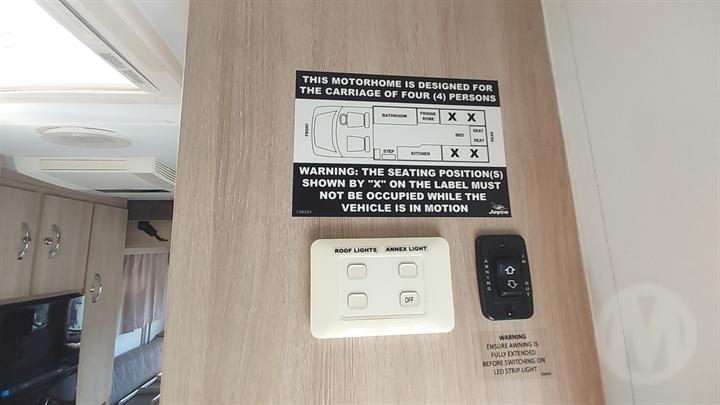 THIS MOTORHOME IS DESIGNED FOR
THE CARRIAGE OF FOUR (4) PERSONS
FRONT
BATHROOM
FRIDGE
ROBE
X X
BED
SEAT
SEAT
REAR
STEP
KITCHEN
X X
WARNING: THE SEATING POSITION(S)
SHOWN BY "X" ON THE LABEL MUST
NOT BE OCCUPIED WHILE THE
VEHICLE IS IN MOTION
Jayco
ROOF LIGHTS
ANNEX LIGHT
OFF
AWNING
IN
OUT
WARNING
ENSURE AWNING IS
FULLY EXTENDED
BEFORE SWITCHING ON
LED STRIP LIGHT
M